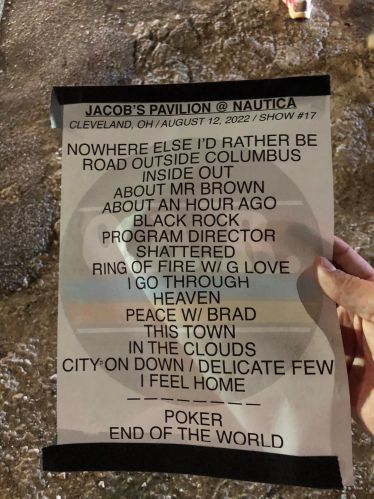 JACOB'S PAVILION @ NAUTICA
CLEVELAND, OH / AUGUST 12, 2022 / SHOW #17
NOWHERE ELSE I'D RATHER BE
ROAD OUTSIDE COLUMBUS
INSIDE OUT
ABOUT MR BROWN
ABOUT AN HOUR AGO
BLACK ROCK
PROGRAM DIRECTOR
SHATTERED
RING OF FIRE W/ G LOVE
I GO THROUGH
HEAVEN
PEACE W/ BRAD
THIS TOWN
IN THE CLOUDS
CITY ON DOWN / DELICATE FEW
I FEEL HOME
– – – – – – – –
POKER
END OF THE WORLD